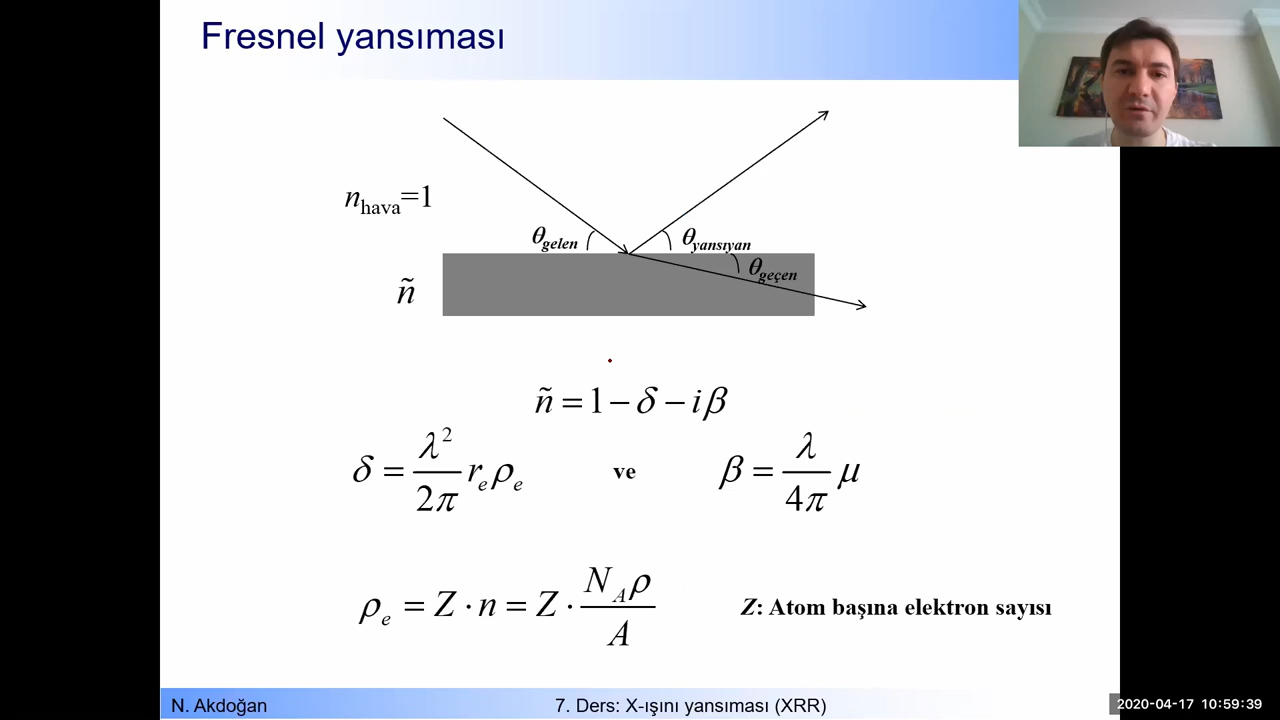 Fresnel yansıması
n_hava=1
θ_gelen
θ_yansıyan
θ_geçen
ñ
ñ = 1 − δ − iβ
δ = λ²/2π r_e ρ_e
ve
β = λ/4π μ
ρ_e = Z · n = Z · N_A ρ/A
Z: Atom başına elektron sayısı
N. Akdoğan
7. Ders: X-ışını yansıması (XRR)
2020-04-17 10:59:39